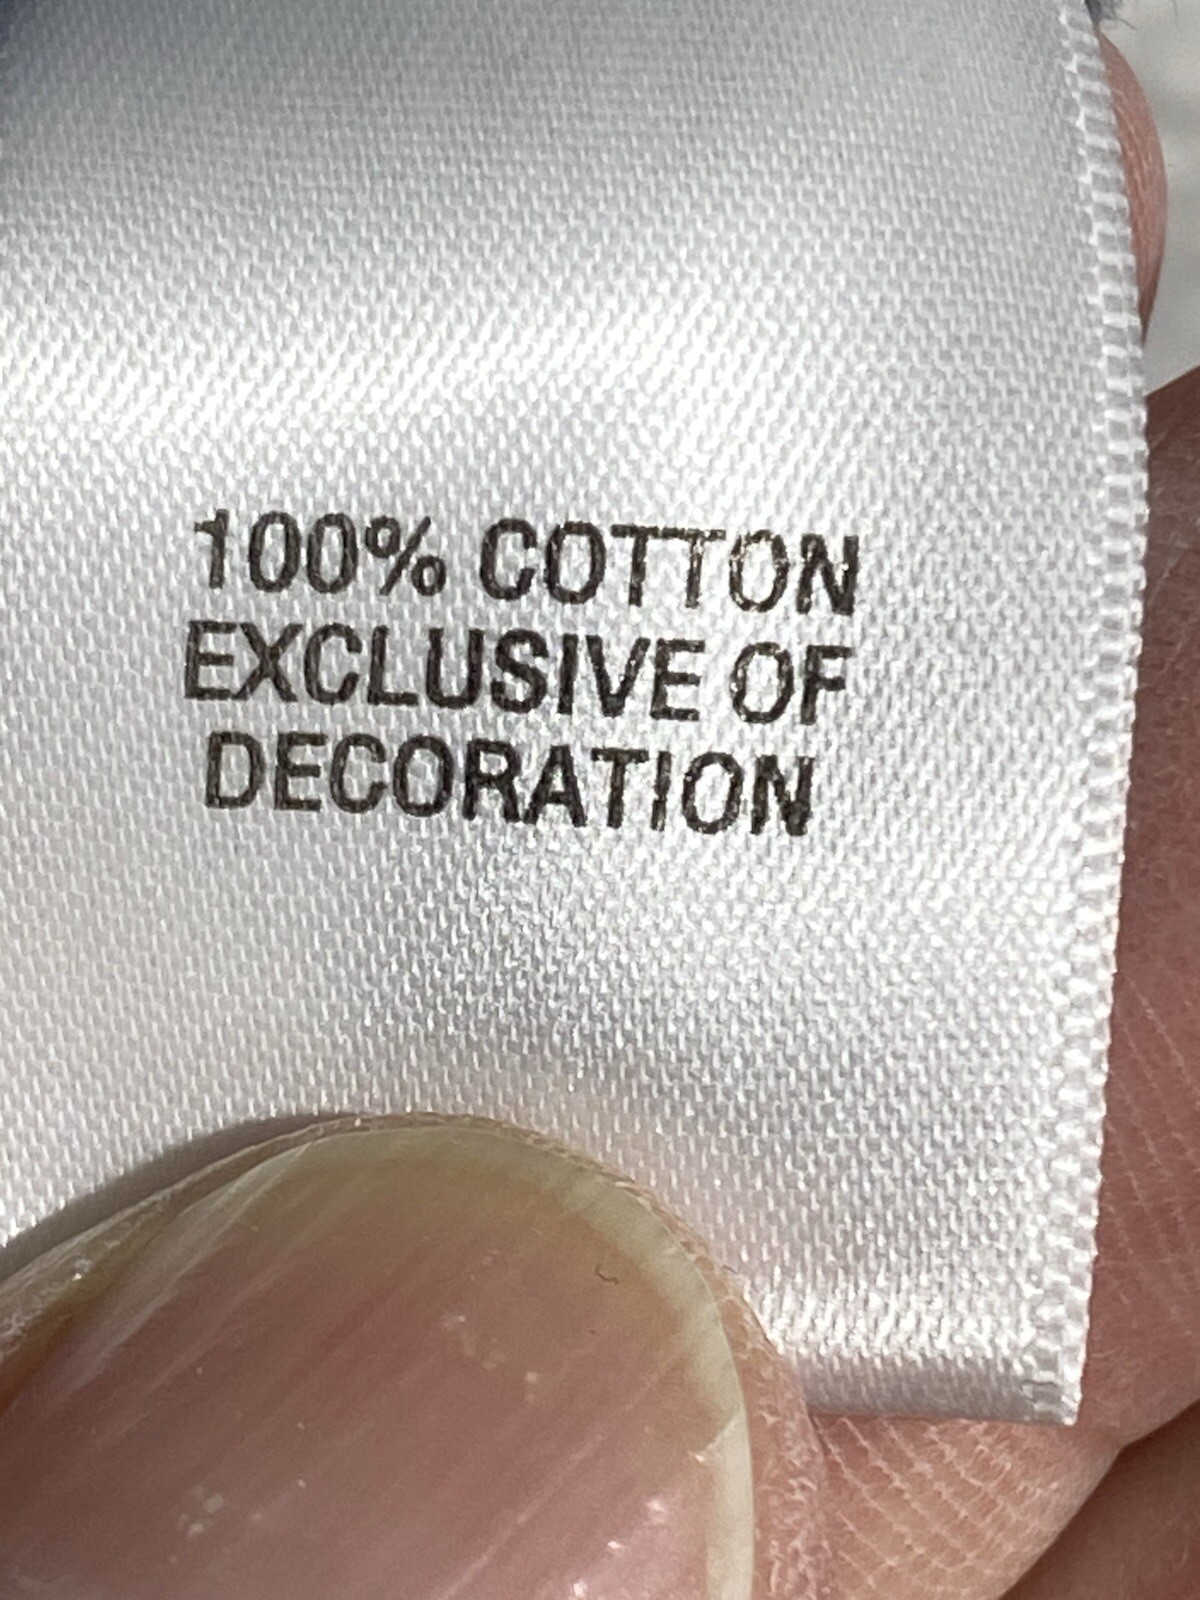 100% COTTON
EXCLUSIVE OF
DECORATION